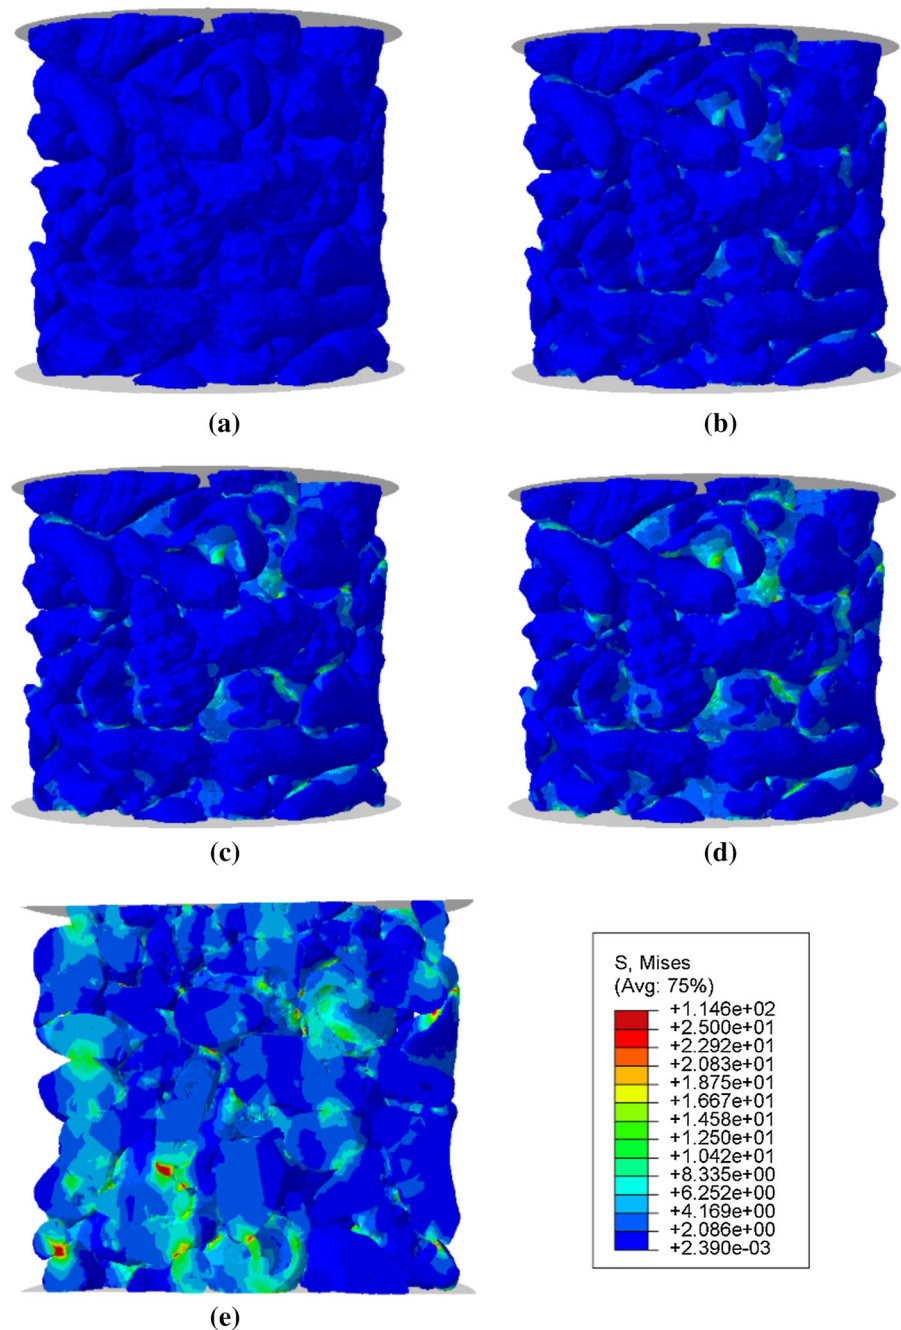 (a)
(b)
(c)
(d)
S, Mises
(Avg: 75%)
+1.146e+02
+2.500e+01
+2.292e+01
+2.083e+01
+1.875e+01
+1.667e+01
+1.458e+01
+1.250e+01
+1.042e+01
+8.335e+00
+6.252e+00
+4.169e+00
+2.086e+00
+2.390e-03
(e)